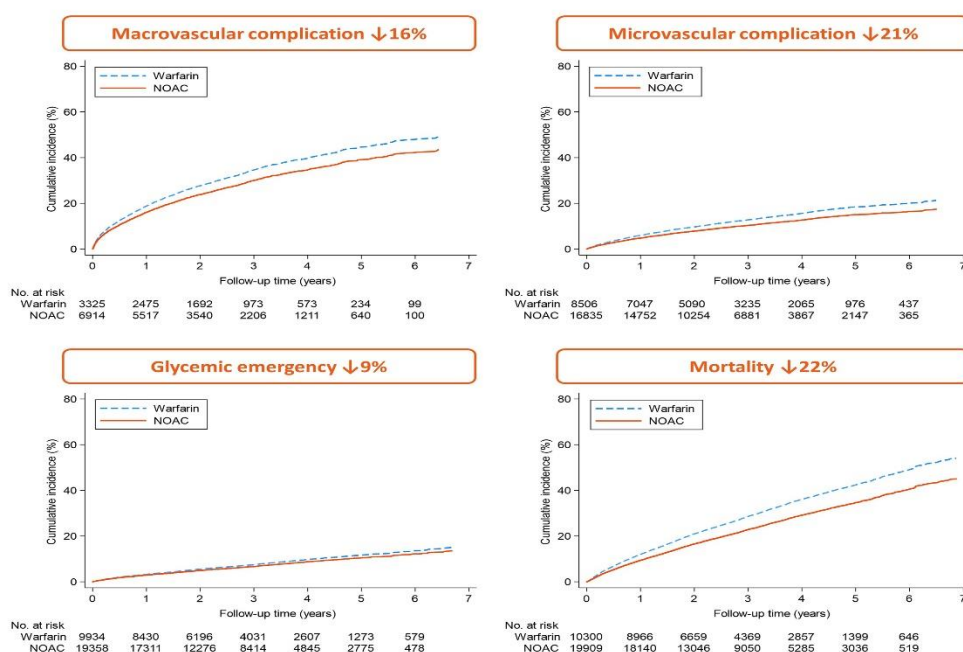 Macrovascular complication ↓16%
80
60
40
20
0
Cumulative incidence (%)
Warfarin
NOAC
0 1 2 3 4 5 6 7
Follow-up time (years)
No. at risk
Warfarin 3325 2475 1692 973 573 234 99
NOAC 6914 5517 3540 2206 1211 640 100
Microvascular complication ↓21%
80
60
40
20
0
Cumulative incidence (%)
Warfarin
NOAC
0 1 2 3 4 5 6 7
Follow-up time (years)
No. at risk
Warfarin 8506 7047 5090 3235 2065 976 437
NOAC 16835 14752 10254 6881 3867 2147 365
Glycemic emergency ↓9%
80
60
40
20
0
Cumulative incidence (%)
Warfarin
NOAC
0 1 2 3 4 5 6 7
Follow-up time (years)
No. at risk
Warfarin 9934 8430 6196 4031 2607 1273 579
NOAC 19358 17311 12276 8414 4845 2775 478
Mortality ↓22%
80
60
40
20
0
Cumulative incidence (%)
Warfarin
NOAC
0 1 2 3 4 5 6 7
Follow-up time (years)
No. at risk
Warfarin 10300 8966 6659 4369 2857 1399 646
NOAC 19909 18140 13046 9050 5285 3036 519